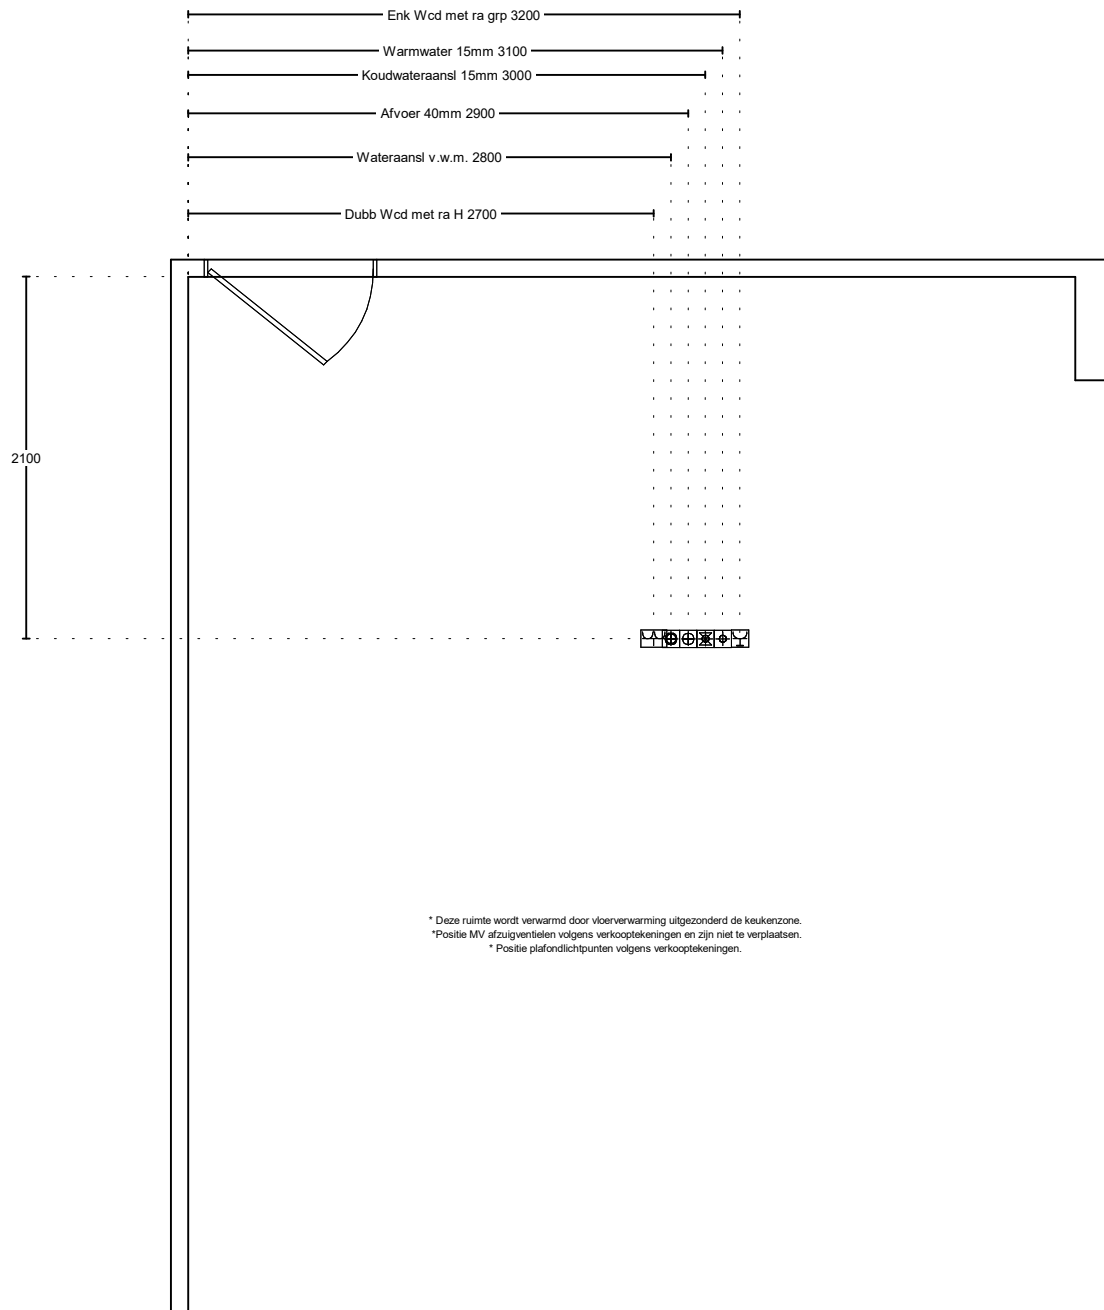 Enk Wcd met ra grp 3200
Warmwater 15mm 3100
Koudwateraansl 15mm 3000
Afvoer 40mm 2900
Wateraansl v.w.m. 2800
Dubb Wcd met ra H 2700
2100
* Deze ruimte wordt verwarmd door vloerverwarming uitgezonderd de keukenzone.
*Positie MV afzuigventielen volgens verkooptekeningen en zijn niet te verplaatsen.
* Positie plafondlichtpunten volgens verkooptekeningen.